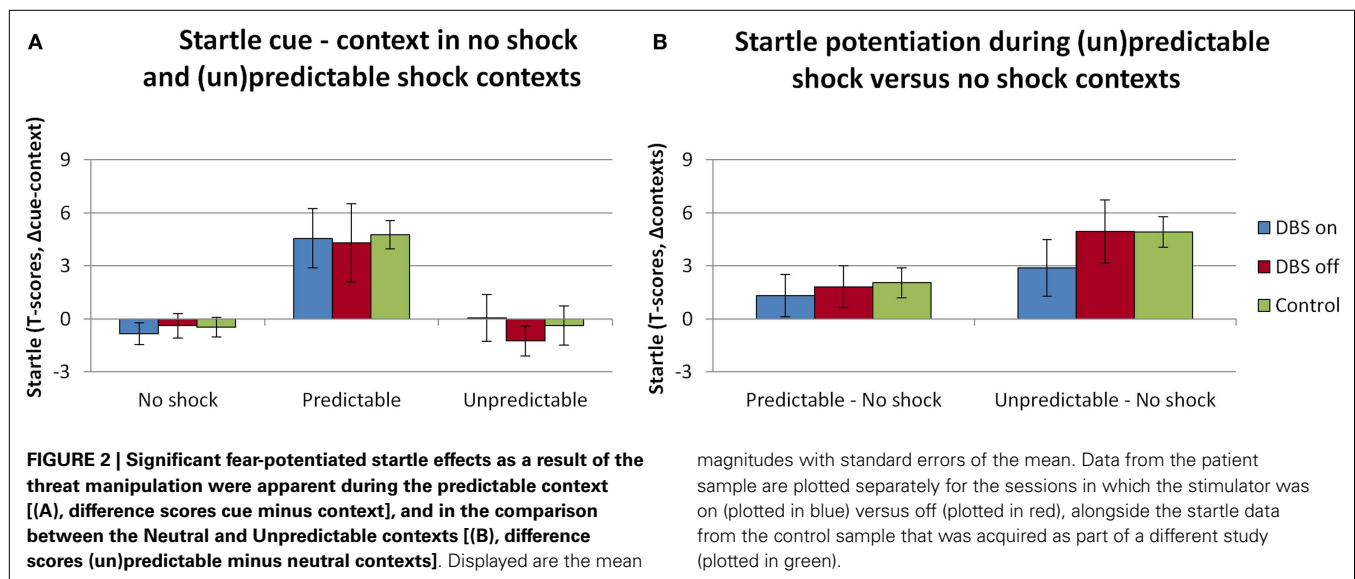 A
Startle cue - context in no shock
and (un)predictable shock contexts
Startle (T-scores, Δcue-context)
9
6
3
0
-3
No shock
Predictable
Unpredictable
B
Startle potentiation during (un)predictable
shock versus no shock contexts
Startle (T-scores, Δcontexts)
9
6
3
0
-3
Predictable - No shock
Unpredictable - No shock
DBS on
DBS off
Control
FIGURE 2 | Significant fear-potentiated startle effects as a result of the
threat manipulation were apparent during the predictable context
[(A), difference scores cue minus context], and in the comparison
between the Neutral and Unpredictable contexts [(B), difference
scores (un)predictable minus neutral contexts]. Displayed are the mean
magnitudes with standard errors of the mean. Data from the patient
sample are plotted separately for the sessions in which the stimulator was
on (plotted in blue) versus off (plotted in red), alongside the startle data
from the control sample that was acquired as part of a different study
(plotted in green).